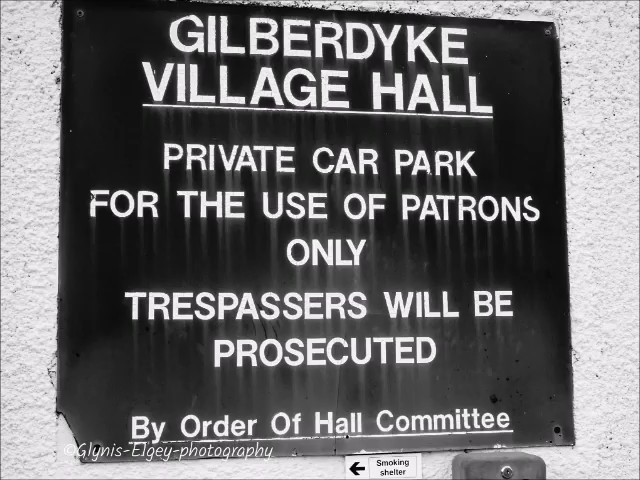 GILBERDYKE
VILLAGE HALL
PRIVATE CAR PARK
FOR THE USE OF PATRONS
ONLY
TRESPASSERS WILL BE
PROSECUTED
By Order Of Hall Committee
©Glynis-Elgey-photography
Smoking
shelter